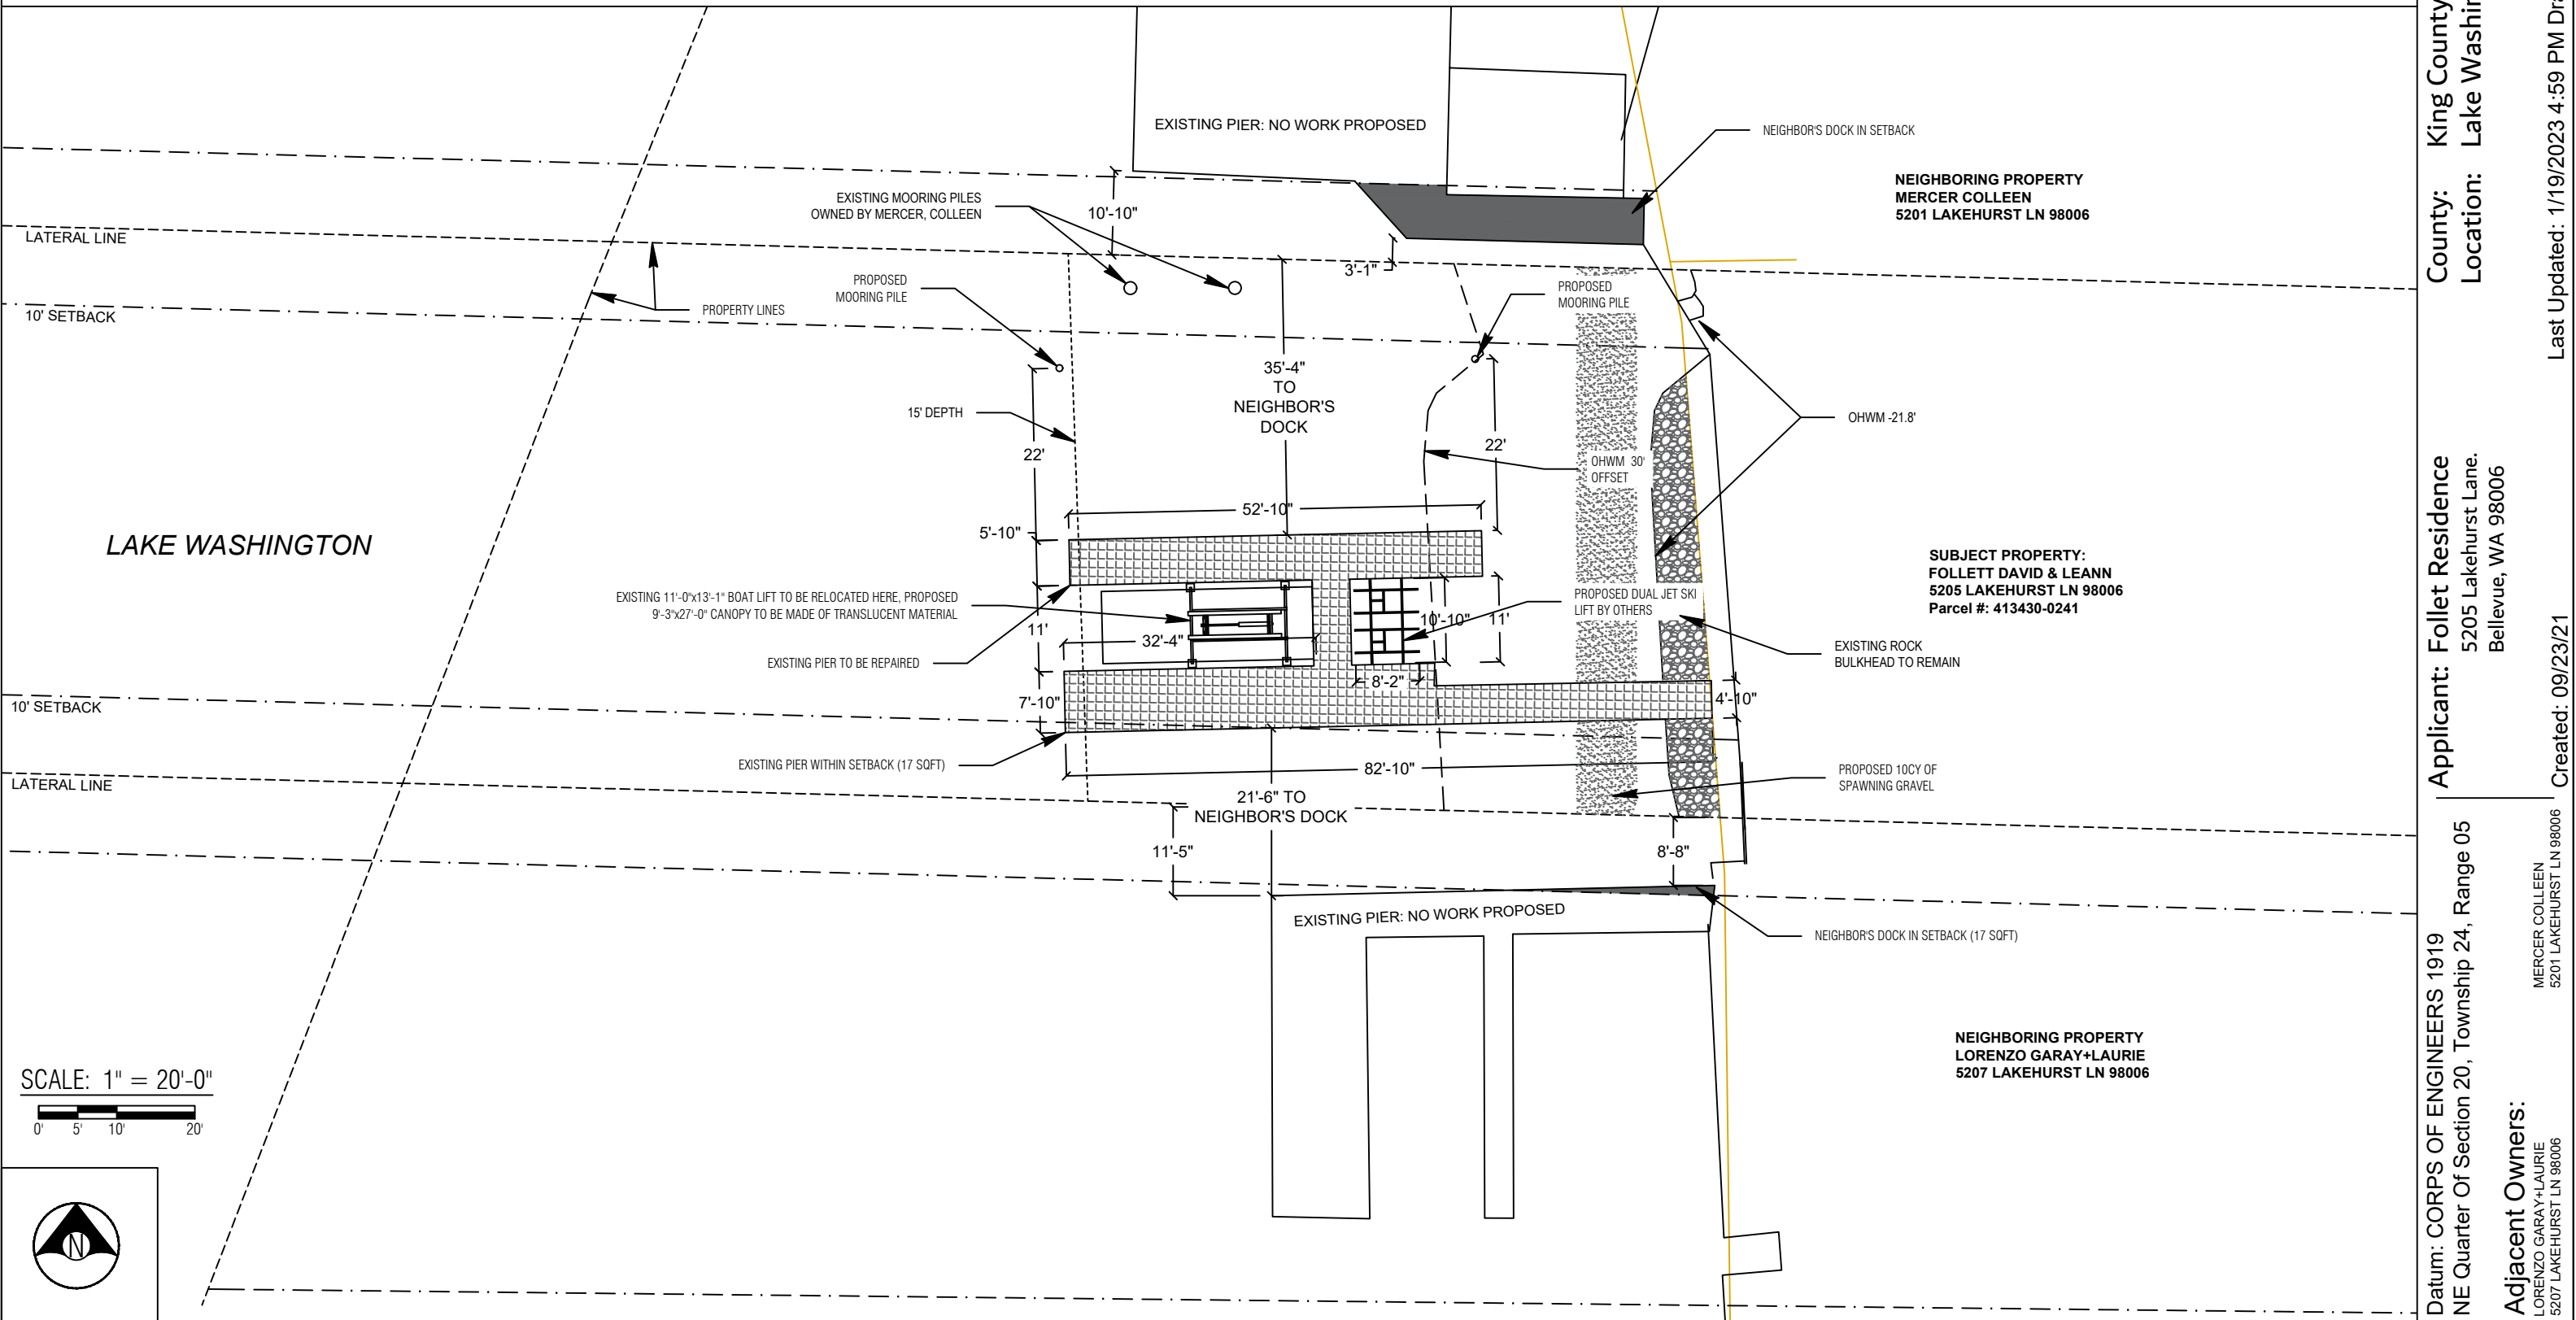 EXISTING PIER: NO WORK PROPOSED
NEIGHBOR'S DOCK IN SETBACK
NEIGHBORING PROPERTY
MERCER COLLEEN
5201 LAKEHURST LN 98006
EXISTING MOORING PILES
OWNED BY MERCER, COLLEEN
10'-10"
LATERAL LINE
3'-1"
PROPOSED
MOORING PILE
PROPERTY LINES
PROPOSED
MOORING PILE
10' SETBACK
35'-4"
TO
NEIGHBOR'S
DOCK
15' DEPTH
OHWM -21.8'
22'
22'
OHWM 30'
OFFSET
52'-10"
5'-10"
LAKE WASHINGTON
SUBJECT PROPERTY:
FOLLETT DAVID & LEANN
5205 LAKEHURST LN 98006
Parcel #: 413430-0241
EXISTING 11'-0"x13'-1" BOAT LIFT TO BE RELOCATED HERE, PROPOSED
9'-3"x27'-0" CANOPY TO BE MADE OF TRANSLUCENT MATERIAL
PROPOSED DUAL JET SKI
LIFT BY OTHERS
11'
32'-4"
10'-10"
11'
EXISTING PIER TO BE REPAIRED
EXISTING ROCK
BULKHEAD TO REMAIN
8'-2"
10' SETBACK
7'-10"
4'-10"
EXISTING PIER WITHIN SETBACK (17 SQFT)
82'-10"
PROPOSED 10CY OF
SPAWNING GRAVEL
LATERAL LINE
21'-6" TO
NEIGHBOR'S DOCK
11'-5"
8'-8"
EXISTING PIER: NO WORK PROPOSED
NEIGHBOR'S DOCK IN SETBACK (17 SQFT)
NEIGHBORING PROPERTY
LORENZO GARAY+LAURIE
5207 LAKEHURST LN 98006
SCALE: 1" = 20'-0"
0' 5' 10' 20'
N
County: King County
Location: Lake
Last Updated: 1/19/2023 4:59 PM
Applicant: Follet Residence
5205 Lakehurst Lane.
Bellevue, WA 98006
Created: 09/23/21
Datum: CORPS OF ENGINEERS 1919
NE Quarter Of Section 20, Township 24, Range 05
Adjacent Owners:
MERCER COLLEEN
5201 LAKEHURST LN 98006
LORENZO GARAY+LAURIE
5207 LAKEHURST LN 98006